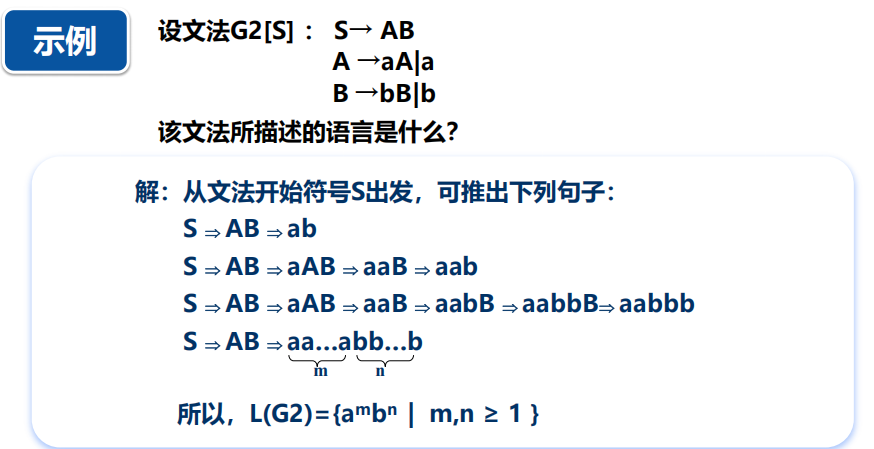 示例
设文法G2[S] ： S→ AB
A →aA|a
B →bB|b
该文法所描述的语言是什么？
解：从文法开始符号S出发，可推出下列句子：
S ⇒ AB ⇒ ab
S ⇒ AB ⇒ aAB ⇒ aaB ⇒ aab
S ⇒ AB ⇒ aAB ⇒ aaB ⇒ aabB ⇒ aabbB⇒ aabbb
S ⇒ AB ⇒ aa…abb…b
m n
所以，L(G2)={aᵐbⁿ | m,n ≥ 1 }